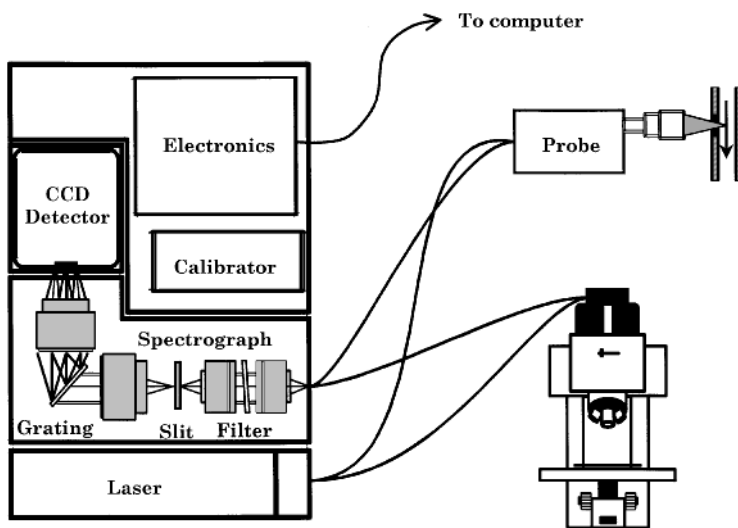 To computer
Electronics
Probe
CCD
Detector
Calibrator
Spectrograph
Grating
Slit
Filter
Laser